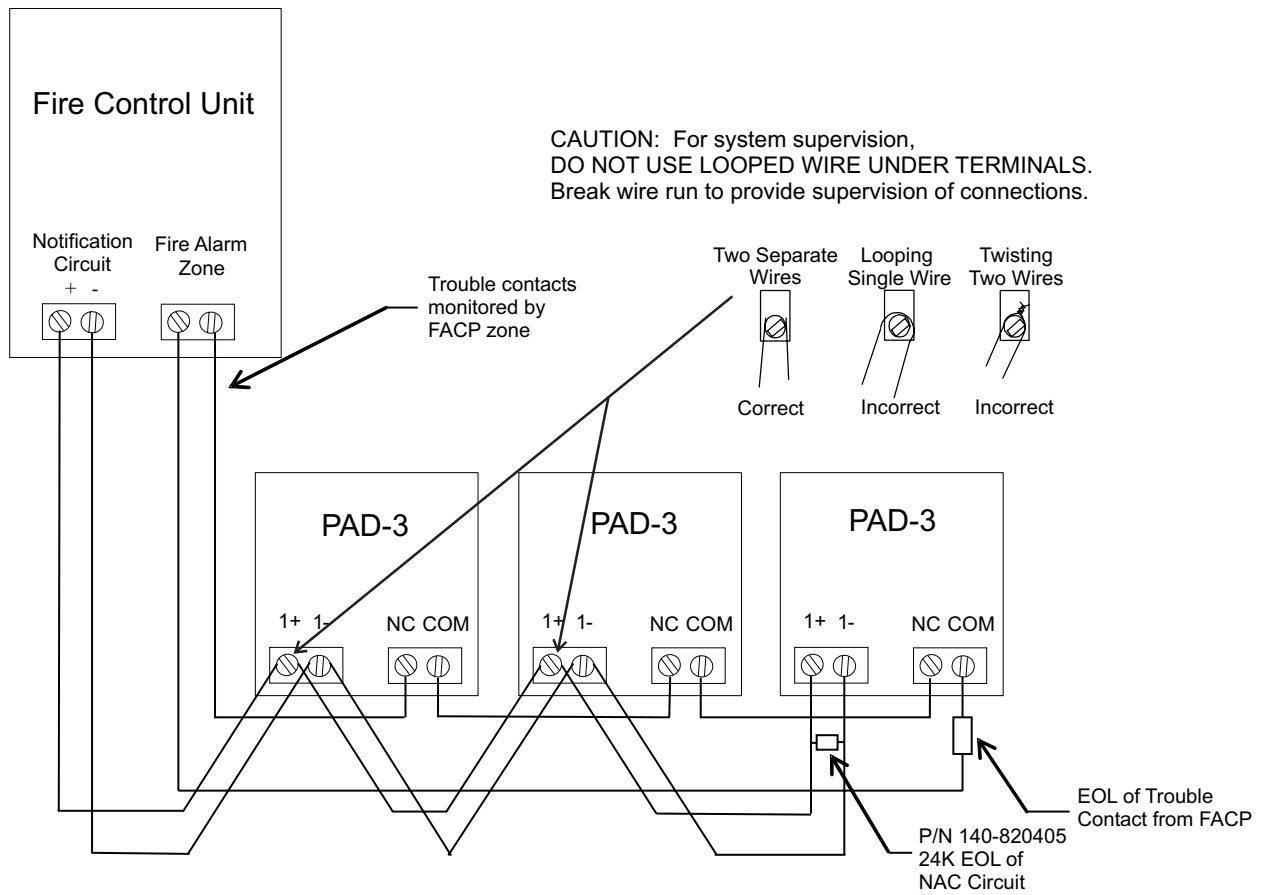 Fire Control Unit
CAUTION: For system supervision,
DO NOT USE LOOPED WIRE UNDER TERMINALS.
Break wire run to provide supervision of connections.
Notification
Circuit
+ -
Fire Alarm
Zone
Trouble contacts
monitored by
FACP zone
Two Separate
Wires
Looping
Single Wire
Twisting
Two Wires
Correct
Incorrect
Incorrect
PAD-3
1+ 1-
NC COM
PAD-3
1+ 1-
NC COM
PAD-3
1+ 1-
NC COM
EOL of Trouble
Contact from FACP
P/N 140-820405
24K EOL of
NAC Circuit